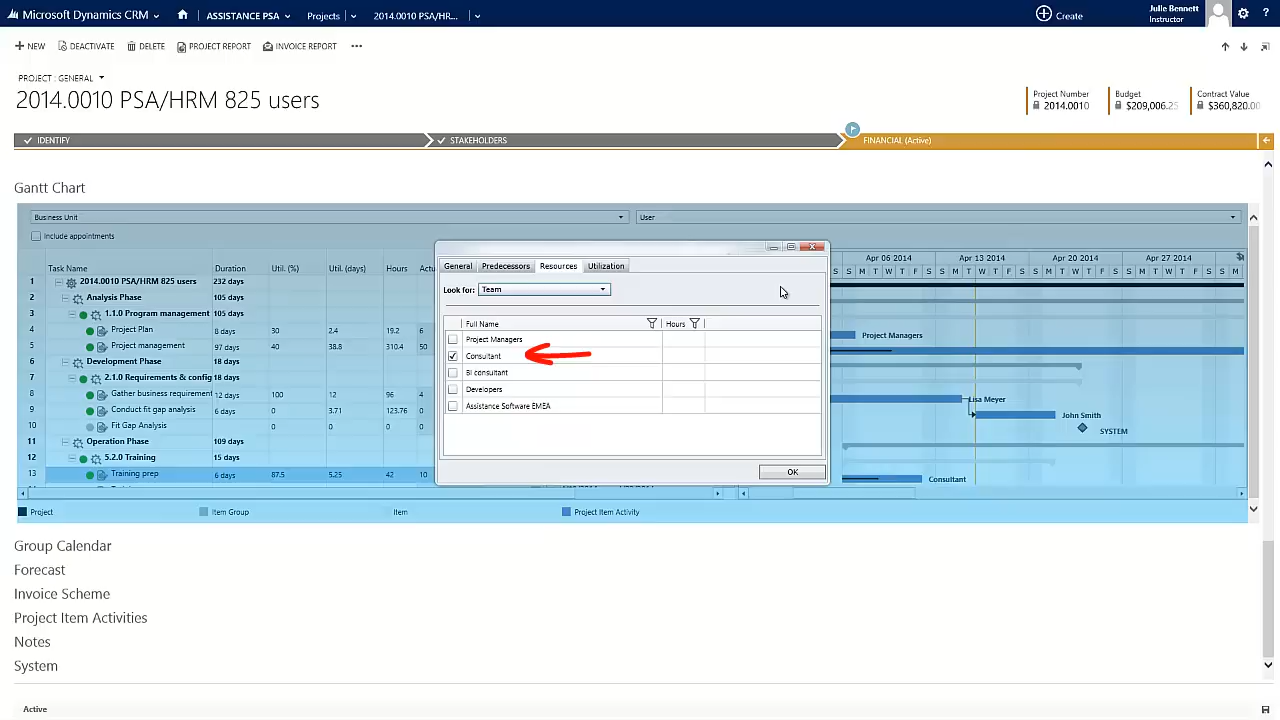 Microsoft Dynamics CRM ASSISTANCE PSA Projects 2014.0010 PSA/HR... Create Julie Bennett
Instructor ?
NEW DEACTIVATE DELETE PROJECT REPORT INVOICE REPORT
PROJECT : GENERAL
2014.0010 PSA/HRM 825 users
Project Number Budget Contract Value
2014.0010 $209,006.25 $360,820.00
IDENTIFY STAKEHOLDERS FINANCIAL (Active)
Gantt Chart
Business Unit User
Include appointments
Task Name Duration Util. (%) Util. (days) Hours Actu
Apr 06 2014 Apr 13 2014 Apr 20 2014 Apr 27 2014
S S M T W T F S S M T W T F S S M T W T F S S M T W T F S S M
1 2014.0010 PSA/HRM 825 users 232 days
2 Analysis Phase 105 days
3 1.1.0 Program management 105 days
4 Project Plan 8 days 30 2.4 19.2 6 Project Managers
5 Project management 97 days 40 38.8 310.4 50
6 Development Phase 18 days
7 2.1.0 Requirements & config 18 days
8 Gather business requirement 12 days 100 12 96 4 Lisa Meyer
9 Conduct fit gap analysis 6 days 0 3.71 123.76 0 John Smith
10 Fit Gap Analysis 0 0 0 0 SYSTEM
11 Operation Phase 109 days
12 5.2.0 Training 15 days
13 Training prep 6 days 87.5 5.25 42 10 Consultant
Project Item Group Item Project Item Activity
General Predecessors Resources Utilization
Look for: Team
Full Name Hours
Project Managers
Consultant
BI consultant
Developers
Assistance Software EMEA
OK
Group Calendar
Forecast
Invoice Scheme
Project Item Activities
Notes
System
Active